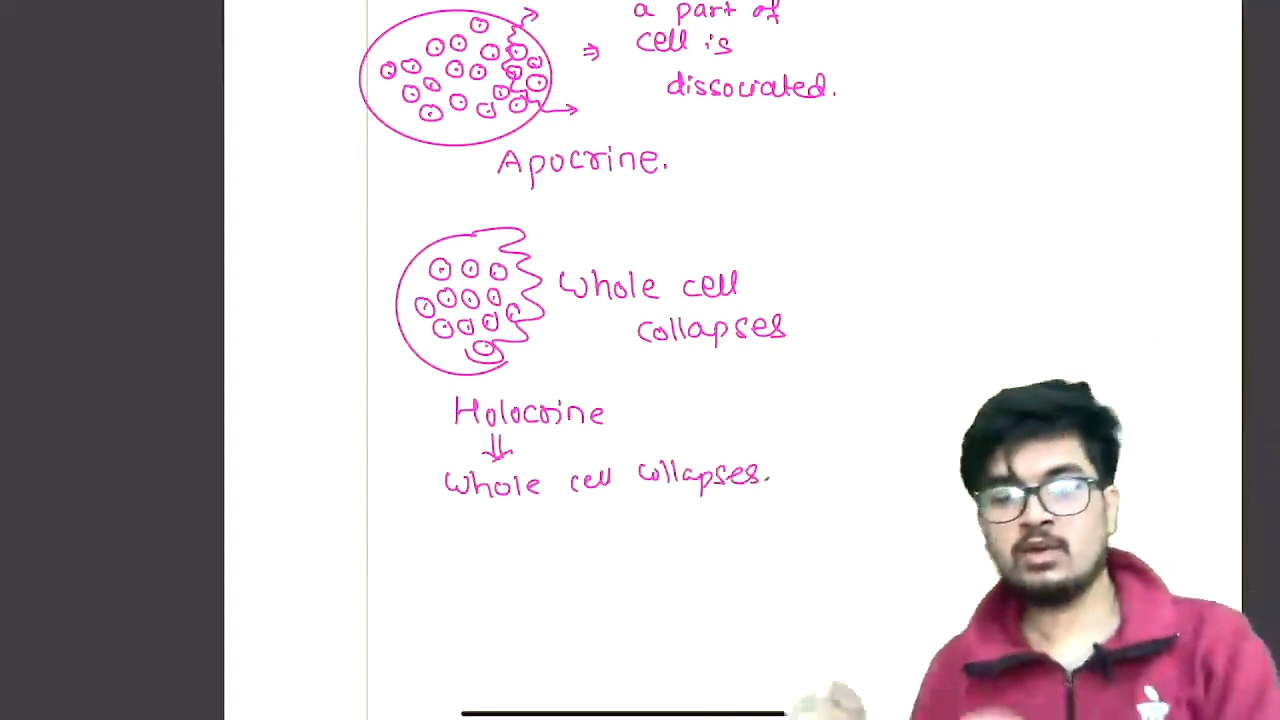 a part of
cell is
⇒
dissociated.
Apocrine.
Whole cell
collapses
Holocrine
⇓
Whole cell collapses.